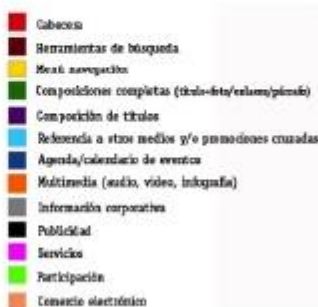 Cabecera
Herramientas de búsqueda
Menú navegación
Composiciones completas (título+foto/enlaces/párrafo)
Composición de títulos
Referencia a otros medios y/o promociones cruzadas
Agenda/calendario de eventos
Multimedia (audio, video, infografía)
Información corporativa
Publicidad
Servicios
Participación
Comercio electrónico